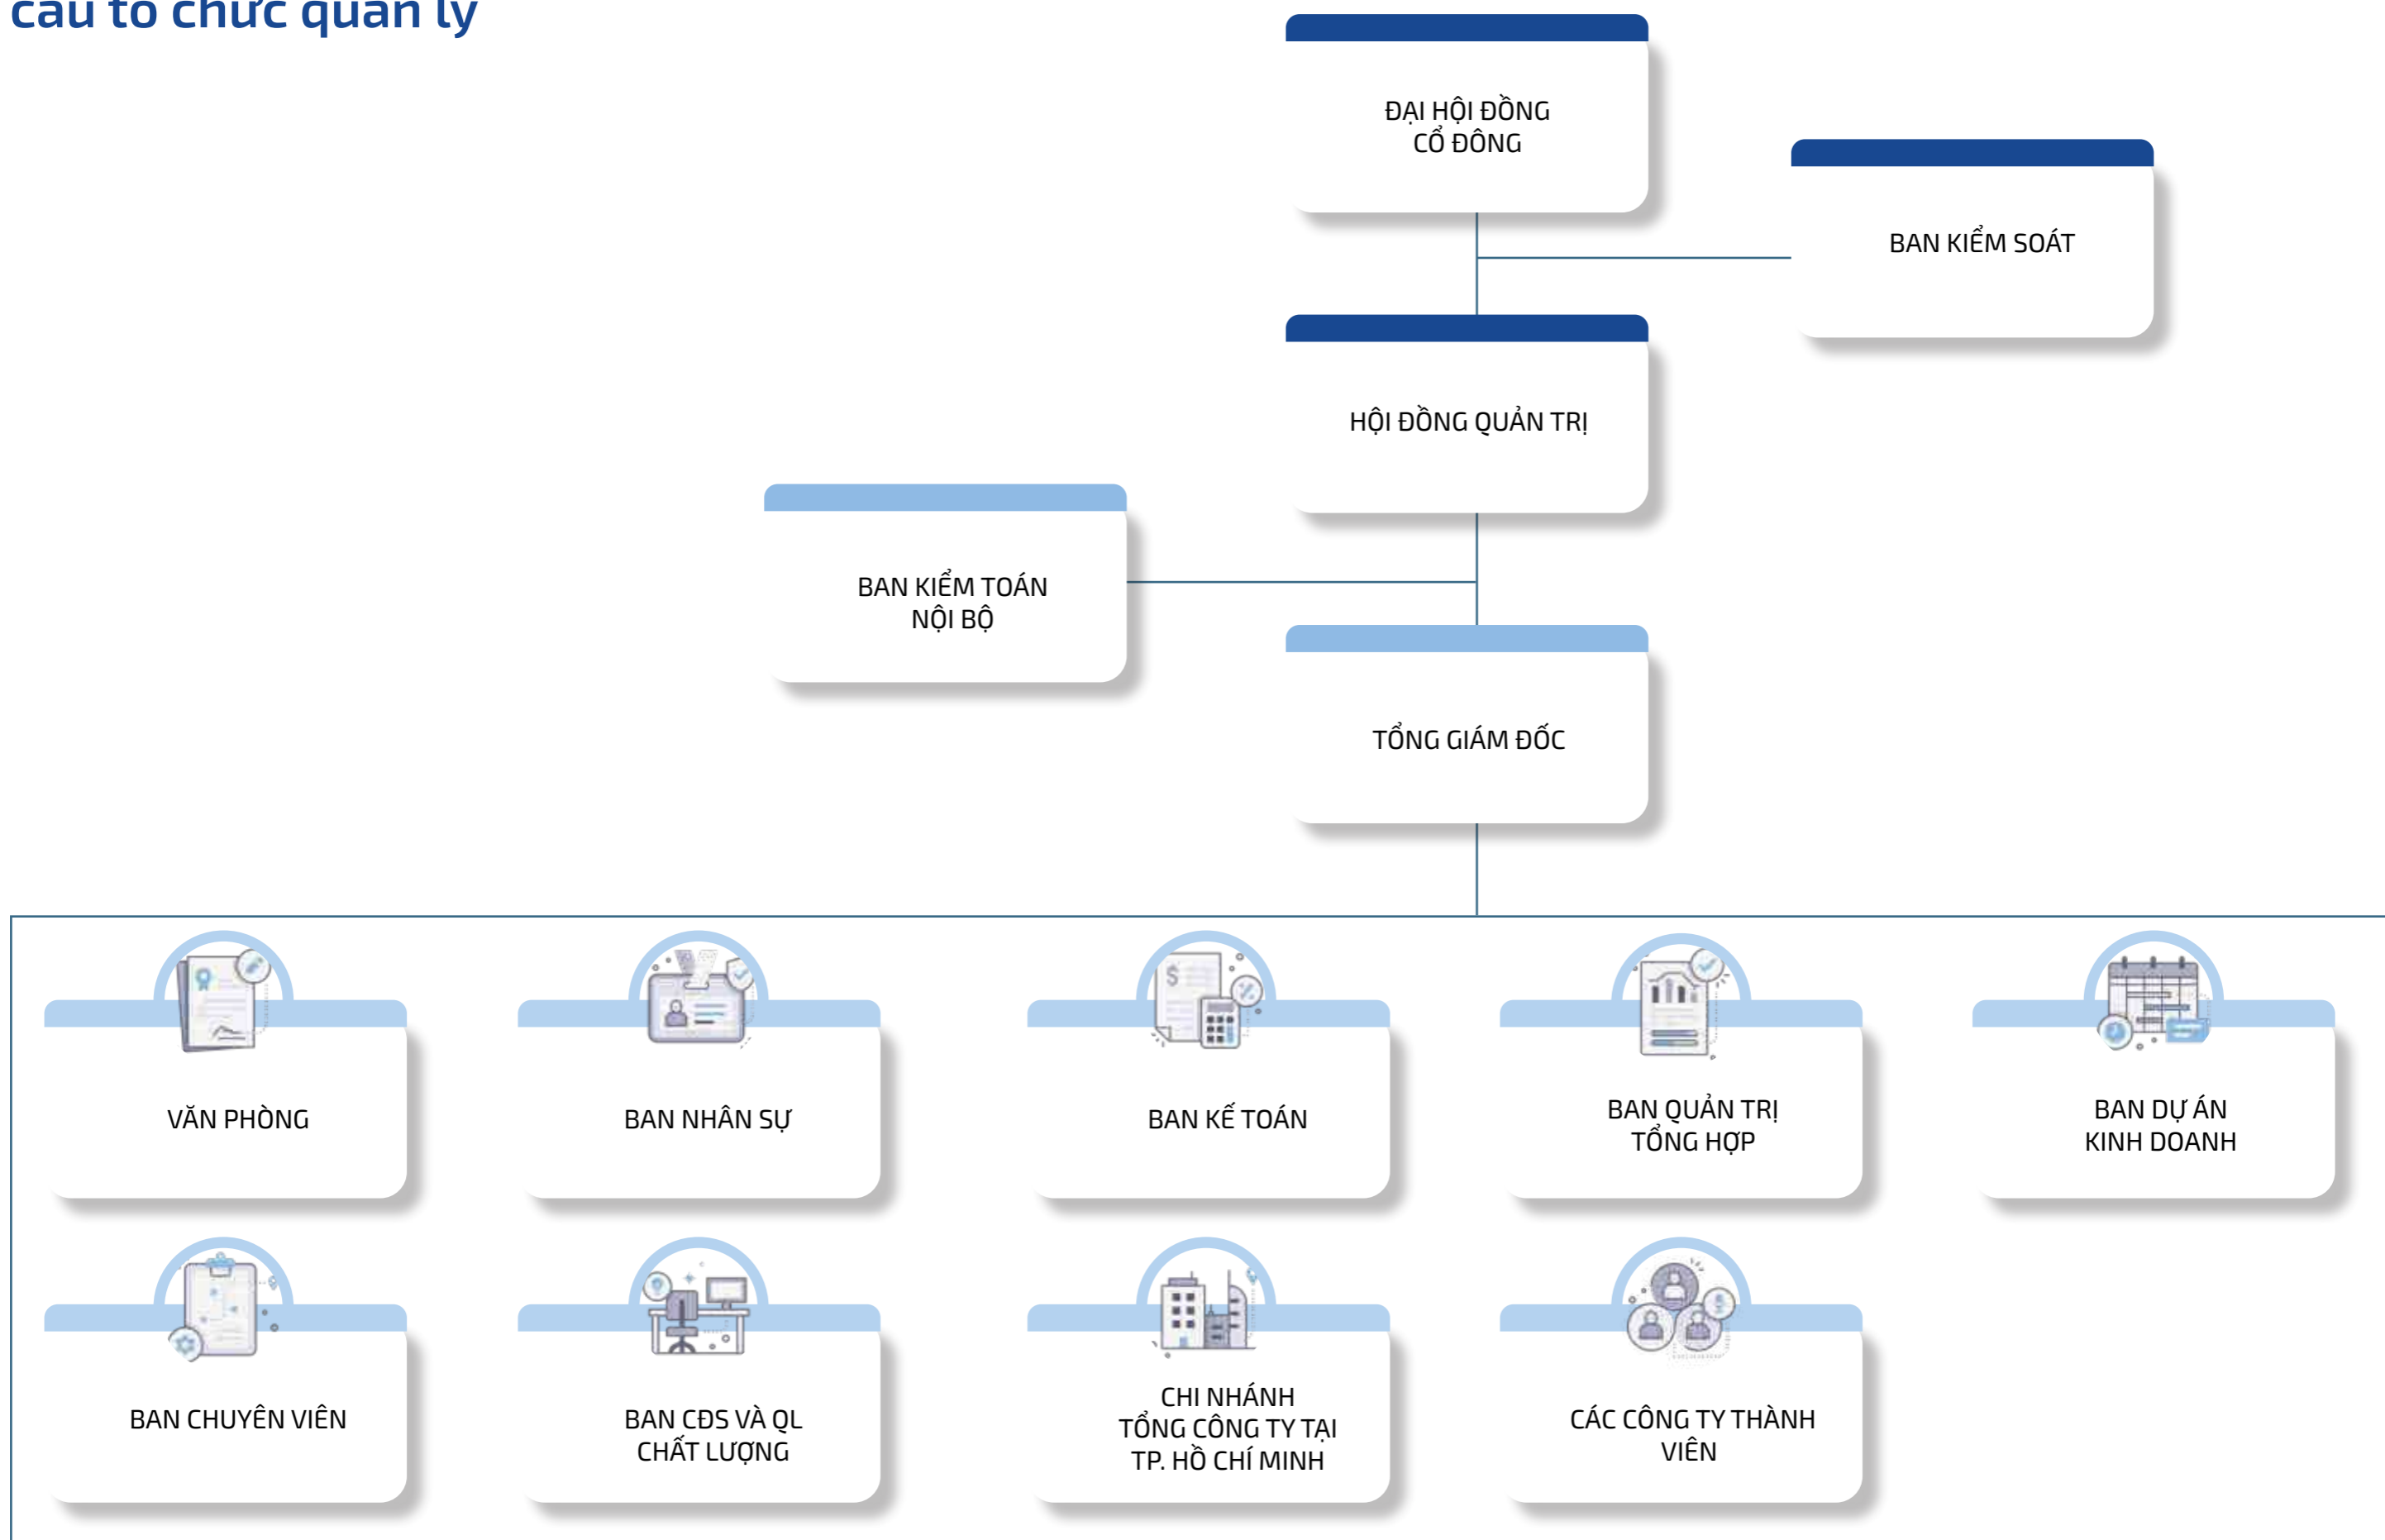 cấu tổ chức quản lý
ĐẠI HỘI ĐỒNG
CỔ ĐÔNG
BAN KIỂM SOÁT
HỘI ĐỒNG QUẢN TRỊ
BAN KIỂM TOÁN
NỘI BỘ
TỔNG GIÁM ĐỐC
VĂN PHÒNG
BAN NHÂN SỰ
BAN KẾ TOÁN
BAN QUẢN TRỊ
TỔNG HỢP
BAN DỰ ÁN
KINH DOANH
BAN CHUYÊN VIÊN
BAN CĐS VÀ QL
CHẤT LƯỢNG
CHI NHÁNH
TỔNG CÔNG TY TẠI
TP. HỒ CHÍ MINH
CÁC CÔNG TY THÀNH
VIÊN